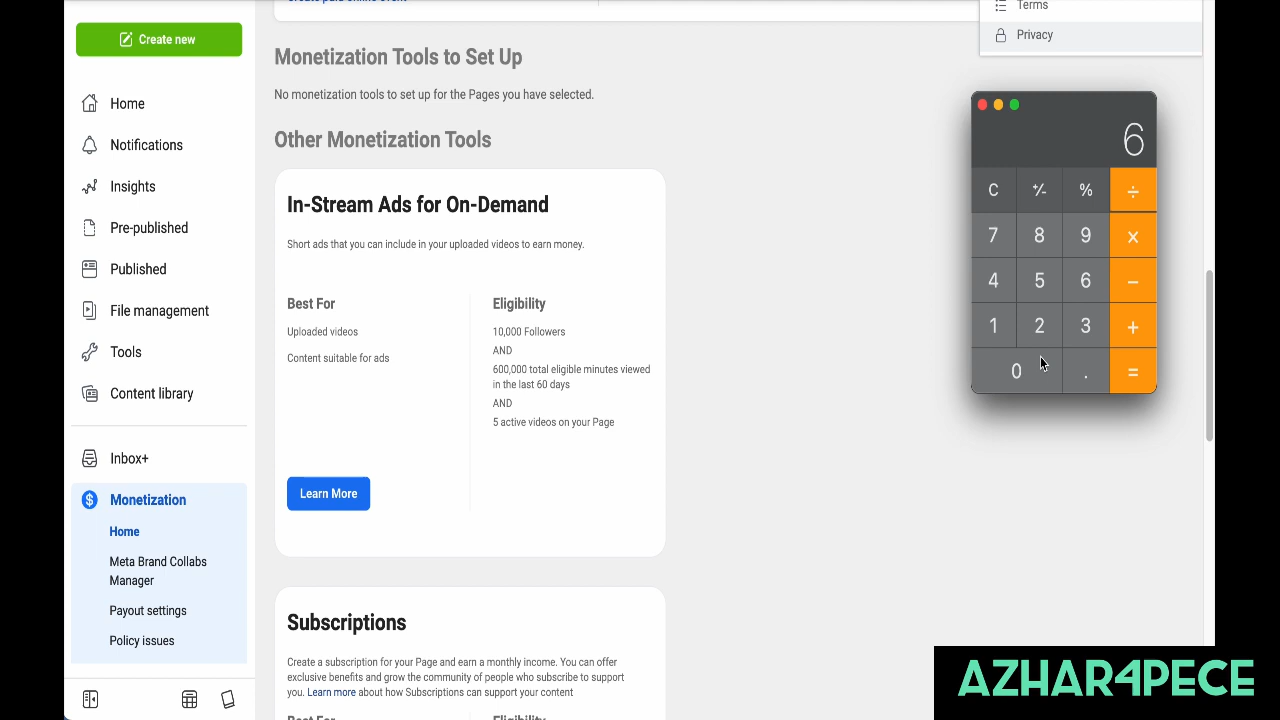 Create new
Home
Notifications
Insights
Pre-published
Published
File management
Tools
Content library
Inbox+
Monetization
Home
Meta Brand Collabs
Manager
Payout settings
Policy issues
Create paid online event
Monetization Tools to Set Up
No monetization tools to set up for the Pages you have selected.
Other Monetization Tools
In-Stream Ads for On-Demand
Short ads that you can include in your uploaded videos to earn money.
Best For
Uploaded videos
Content suitable for ads
Eligibility
10,000 Followers
AND
600,000 total eligible minutes viewed
in the last 60 days
AND
5 active videos on your Page
Learn More
Subscriptions
Create a subscription for your Page and earn a monthly income. You can offer
exclusive benefits and grow the community of people who subscribe to support
you. Learn more about how Subscriptions can support your content
Best For
Eligibility
Terms
Privacy
6
C +/- % ÷
7 8 9 ×
4 5 6 −
1 2 3 +
0 . =
AZHAR4PECE